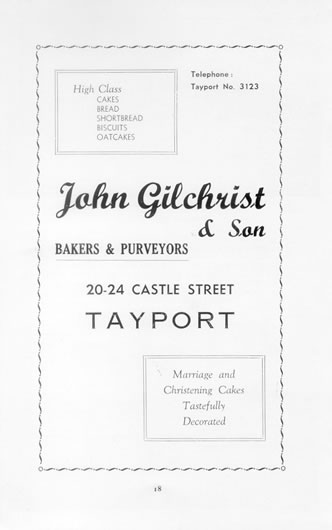 High Class
CAKES
BREAD
SHORTBREAD
BISCUITS
OATCAKES
Telephone:
Tayport No. 3123
John Gilchrist
& Son
BAKERS & PURVEYORS
20-24 CASTLE STREET
TAYPORT
Marriage and
Christening Cakes
Tastefully
Decorated
18